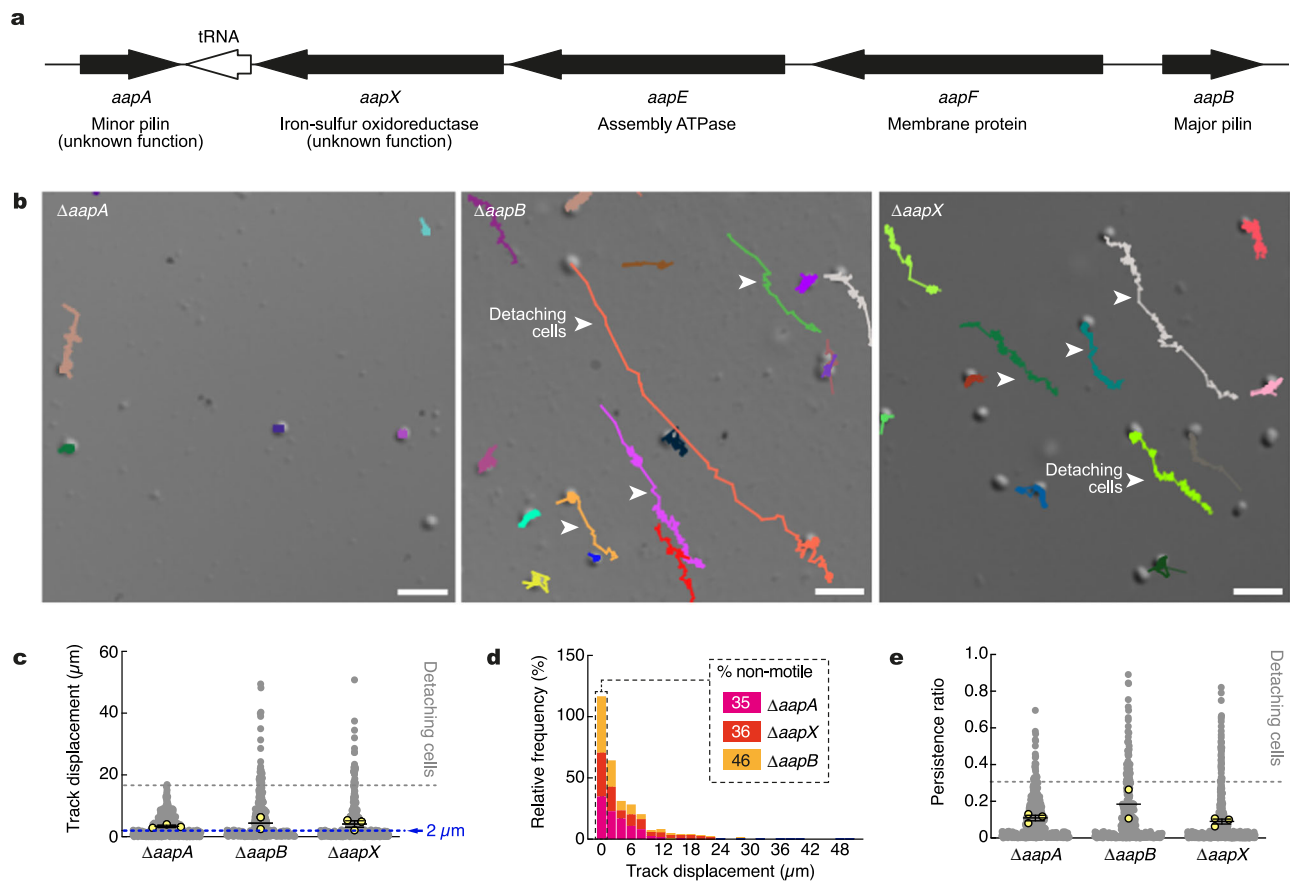 a
tRNA
aapA
aapX
aapE
aapF
aapB
Minor pilin
(unknown function)
Iron-sulfur oxidoreductase
(unknown function)
Assembly ATPase
Membrane protein
Major pilin
b
ΔaapA
ΔaapB
Detaching
cells
ΔaapX
Detaching
cells
c
Track displacement (µm)
60
40
20
0
Detaching cells
2 µm
ΔaapA
ΔaapB
ΔaapX
d
Relative frequency (%)
150
100
50
0
% non-motile
35 ΔaapA
36 ΔaapX
46 ΔaapB
0 6 12 18 24 30 36 42 48
Track displacement (µm)
e
Persistence ratio
1.0
0.8
0.6
0.4
0.2
0
Detaching cells
ΔaapA
ΔaapB
ΔaapX